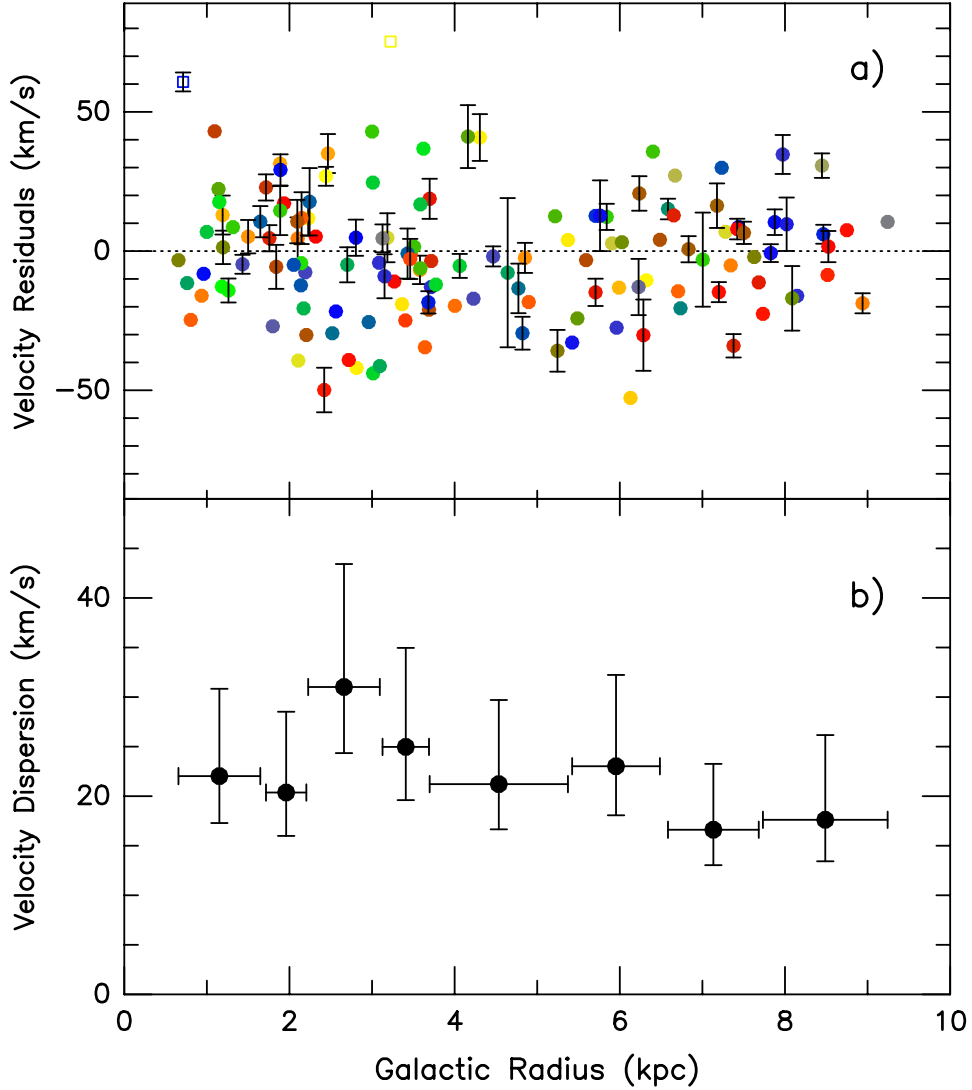 a)
50
0
−50
Velocity Residuals (km/s)
b)
40
20
0
Velocity Dispersion (km/s)
0 2 4 6 8 10
Galactic Radius (kpc)